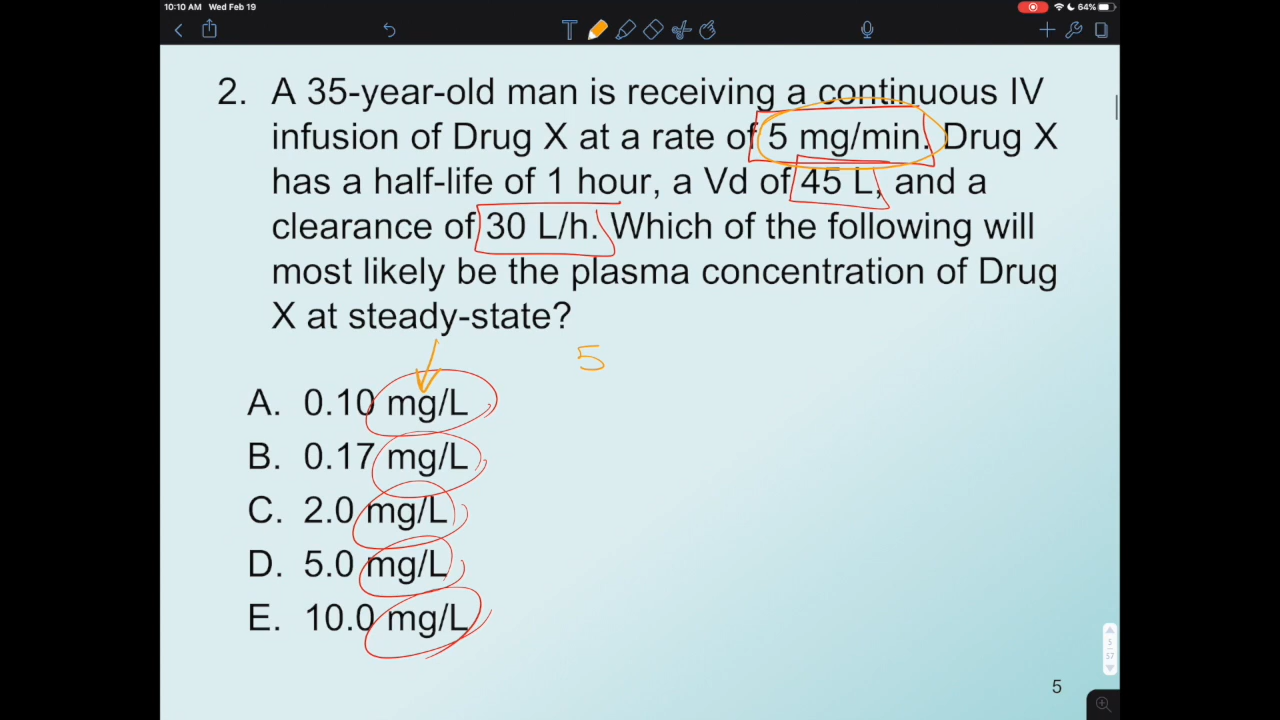 10:10 AM Wed Feb 19
64%
2. A 35-year-old man is receiving a continuous IV
infusion of Drug X at a rate of 5 mg/min. Drug X
has a half-life of 1 hour, a Vd of 45 L, and a
clearance of 30 L/h. Which of the following will
most likely be the plasma concentration of Drug
X at steady-state?
5
A. 0.10 mg/L
B. 0.17 mg/L
C. 2.0 mg/L
D. 5.0 mg/L
E. 10.0 mg/L
5
57
5